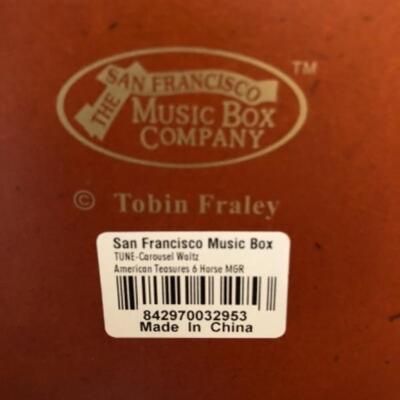 THE SAN FRANCISCO
MUSIC BOX
COMPANY
™
© Tobin Fraley
San Francisco Music Box
TUNE-Carousel Waltz
American Teasures 6 Horse MGR
842970032953
Made In China